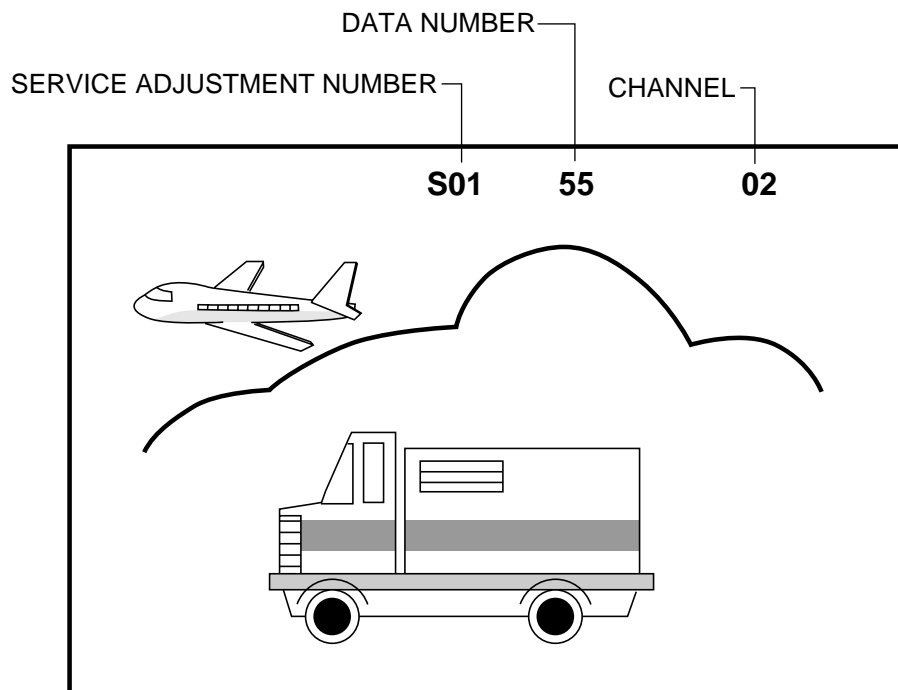 DATA NUMBER
SERVICE ADJUSTMENT NUMBER
CHANNEL
S01 55 02